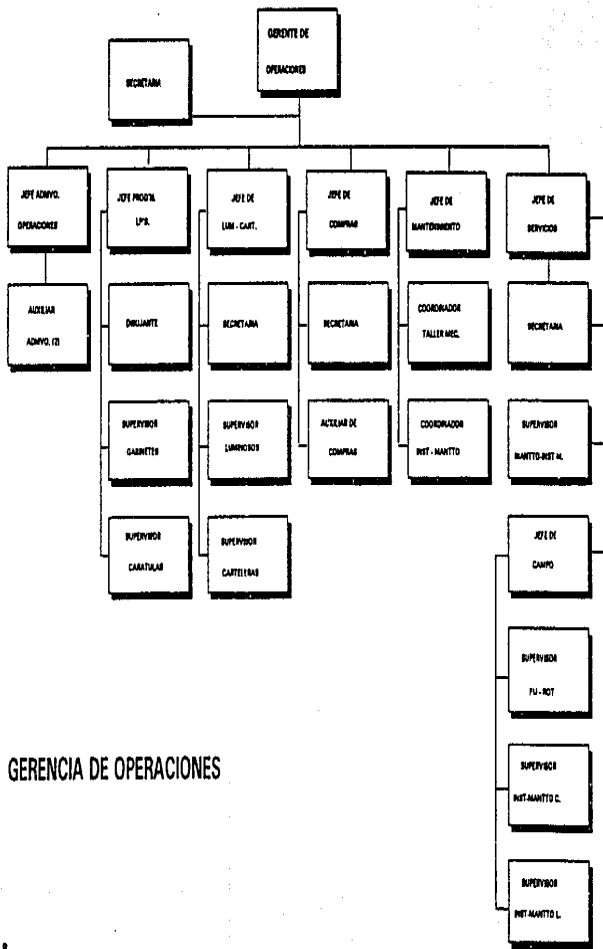 GERENTE DE
OPERACIONES
SECRETARIA
JEFE ADMVO.
OPERACIONES
JEFE PROD'N.
LP'S.
JEFE DE
LUM - CART.
JEFE DE
COMPRAS
JEFE DE
MANTENIMIENTO
JEFE DE
SERVICIOS
AUXILIAR
ADMVO. (2)
DIBUJANTE
SECRETARIA
SECRETARIA
COORDINADOR
TALLER MEC.
SECRETARIA
SUPERVISOR
GABINETES
SUPERVISOR
LUMINOSOS
AUXILIAR DE
COMPRAS
COORDINADOR
INST - MANTTO
SUPERVISOR
MANTTO-INST M.
SUPERVISOR
CARATULAS
SUPERVISOR
CARTELERAS
JEFE DE
CAMPO
SUPERVISOR
ROT
SUPERVISOR
INST-MANTTO C.
SUPERVISOR
INST-MANTTO L.
GERENCIA DE OPERACIONES